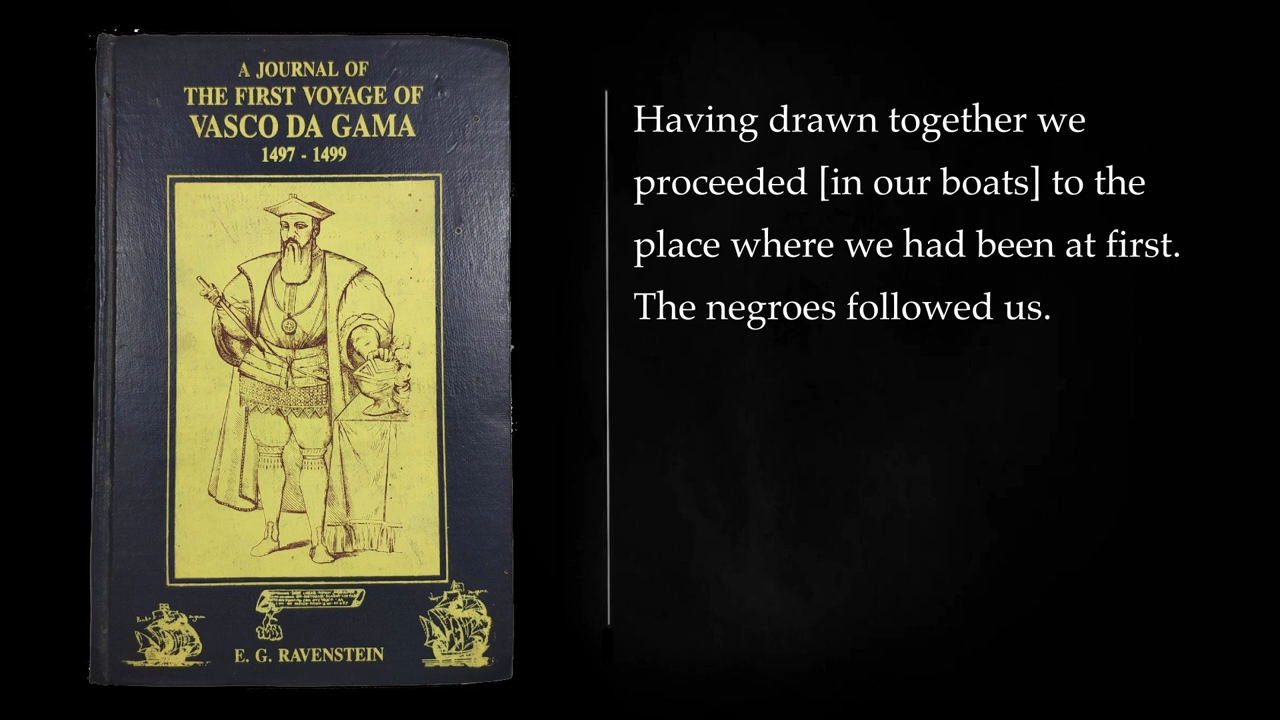 A JOURNAL OF
THE FIRST VOYAGE OF
VASCO DA GAMA
1497 - 1499
E. G. RAVENSTEIN
Having drawn together we
proceeded [in our boats] to the
place where we had been at first.
The negroes followed us.